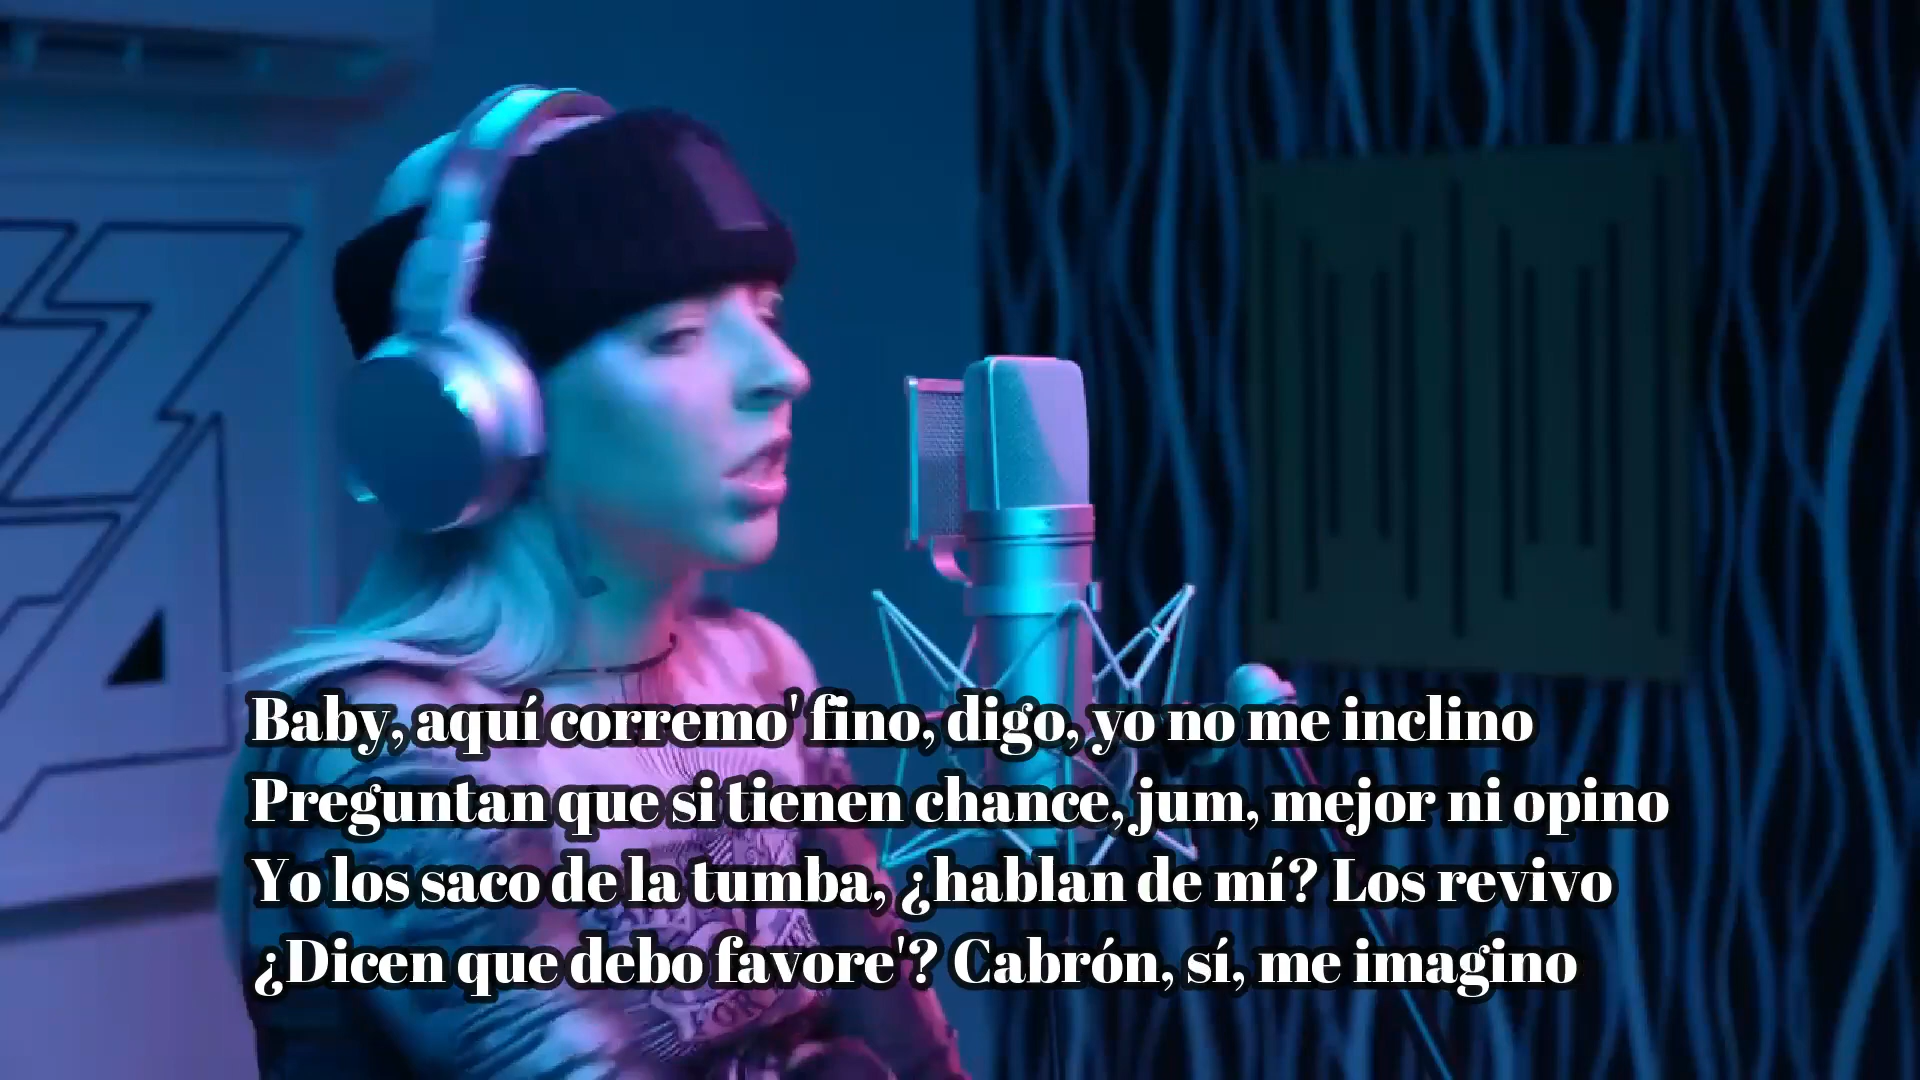 Baby, aquí corremo' fino, digo, yo no me inclino
Preguntan que si tienen chance, jum, mejor ni opino
Yo los saco de la tumba, ¿hablan de mí? Los revivo
¿Dicen que debo favore'? Cabrón, sí, me imagino